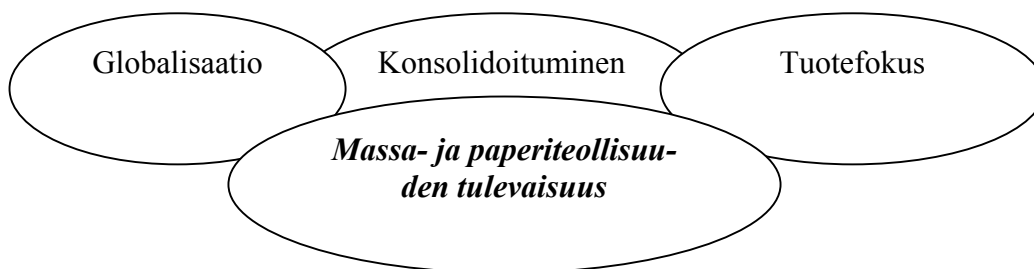 Globalisaatio
Konsolidoituminen
Tuotefokus
Massa- ja paperiteollisuu-
den tulevaisuus